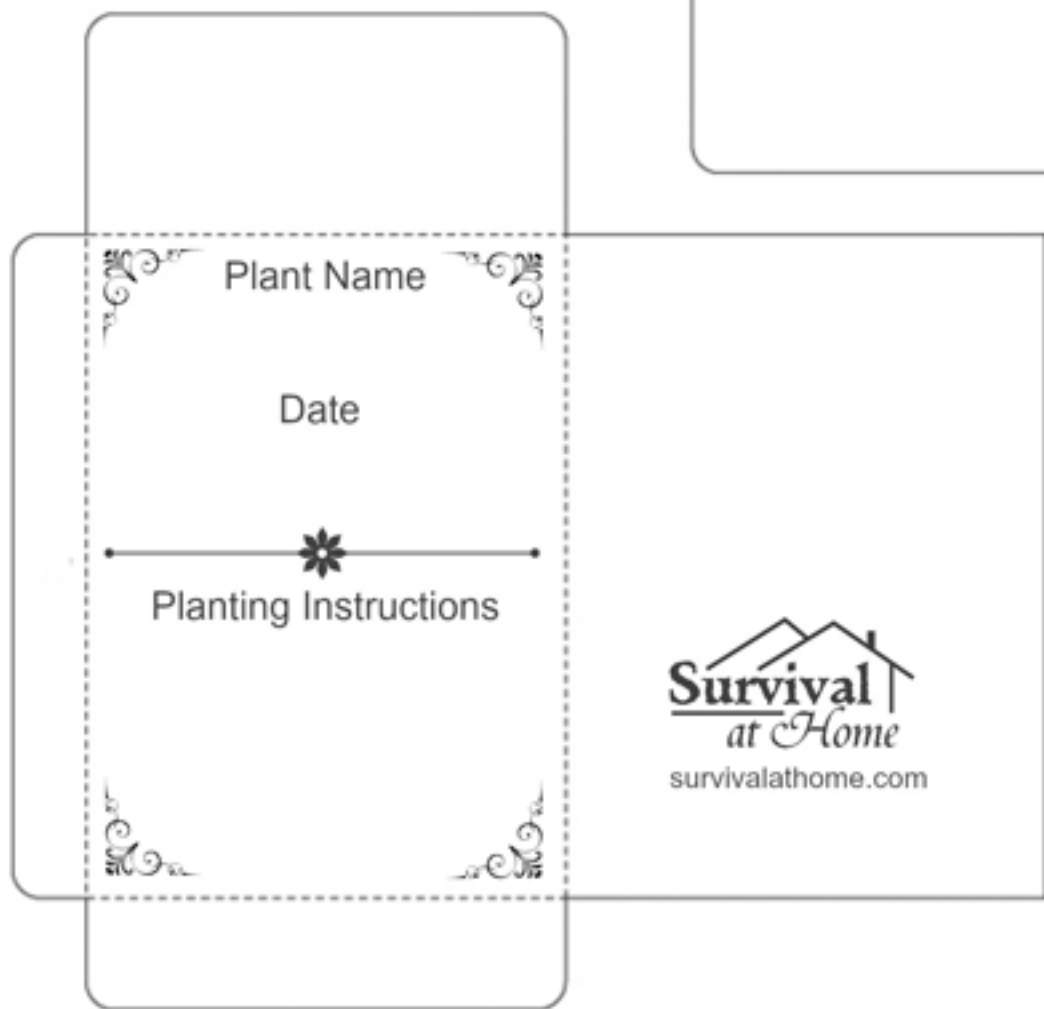 Plant Name
Date
Planting Instructions
Survival
at Home
survivalathome.com